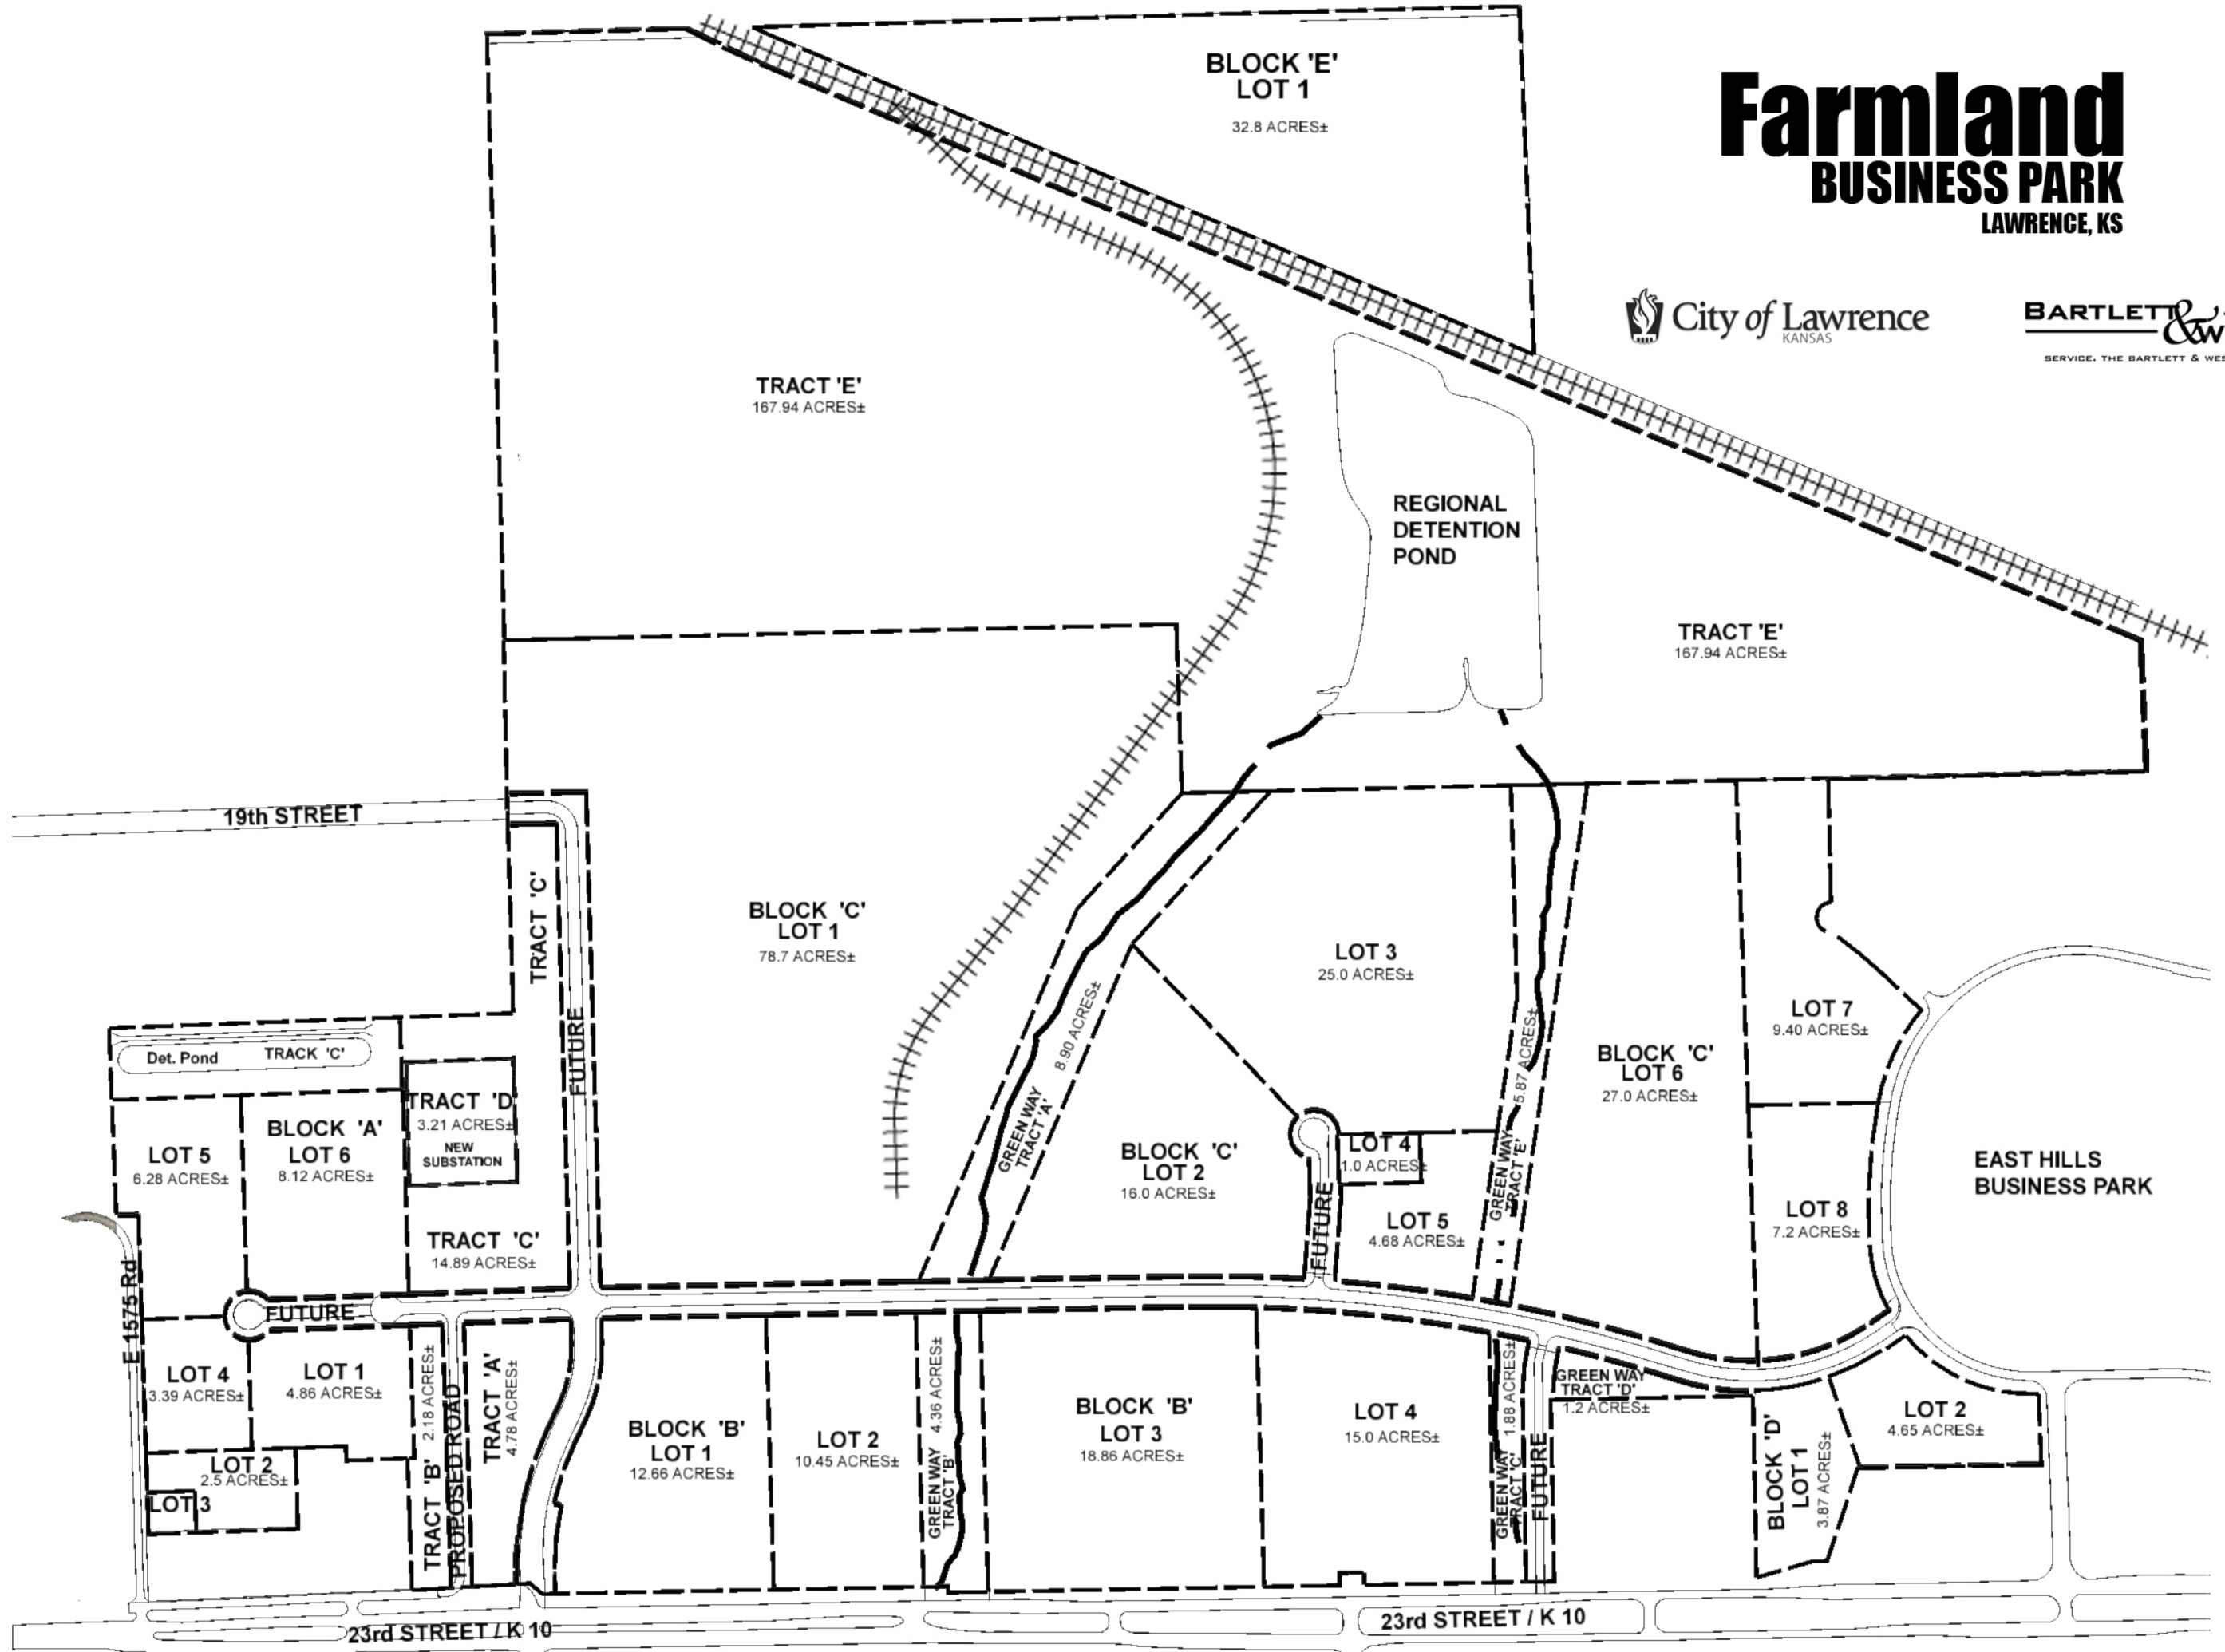 Farmland
BUSINESS PARK
LAWRENCE, KS
City of Lawrence
KANSAS
BARTLETT &
SERVICE. THE BARTLETT &
BLOCK 'E'
LOT 1
32.8 ACRES±
TRACT 'E'
167.94 ACRES±
REGIONAL
DETENTION
POND
TRACT 'E'
167.94 ACRES±
19th STREET
TRACT 'C'
FUTURE
BLOCK 'C'
LOT 1
78.7 ACRES±
8.90 ACRES±
GREEN WAY
TRACT 'A'
LOT 3
25.0 ACRES±
5.87 ACRES±
GREEN WAY
TRACT 'E'
BLOCK 'C'
LOT 6
27.0 ACRES±
LOT 7
9.40 ACRES±
Det. Pond
TRACK 'C'
LOT 5
6.28 ACRES±
BLOCK 'A'
LOT 6
8.12 ACRES±
TRACT 'D'
3.21 ACRES±
NEW
SUBSTATION
TRACT 'C'
14.89 ACRES±
BLOCK 'C'
LOT 2
16.0 ACRES±
LOT 4
1.0 ACRES±
FUTURE
LOT 5
4.68 ACRES±
LOT 8
7.2 ACRES±
EAST HILLS
BUSINESS PARK
E 1575 Rd
FUTURE
LOT 4
3.39 ACRES±
LOT 1
4.86 ACRES±
LOT 2
2.5 ACRES±
LOT 3
2.18 ACRES±
TRACT 'B'
PROPOSED ROAD
TRACT 'A'
4.78 ACRES±
BLOCK 'B'
LOT 1
12.66 ACRES±
LOT 2
10.45 ACRES±
4.36 ACRES±
GREEN WAY
TRACT 'B'
BLOCK 'B'
LOT 3
18.86 ACRES±
LOT 4
15.0 ACRES±
1.88 ACRES±
GREEN WAY
TRACT 'C'
FUTURE
GREEN WAY
TRACT 'D'
1.2 ACRES±
BLOCK 'D'
LOT 1
3.87 ACRES±
LOT 2
4.65 ACRES±
23rd STREET / K 10
23rd STREET / K 10